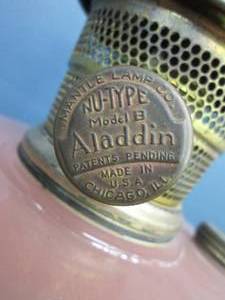 MANTLE LAMP CO.
NU-TYPE
Model B
Aladdin
PATENTS PENDING
MADE IN
U.S.A
CHICAGO, ILL.